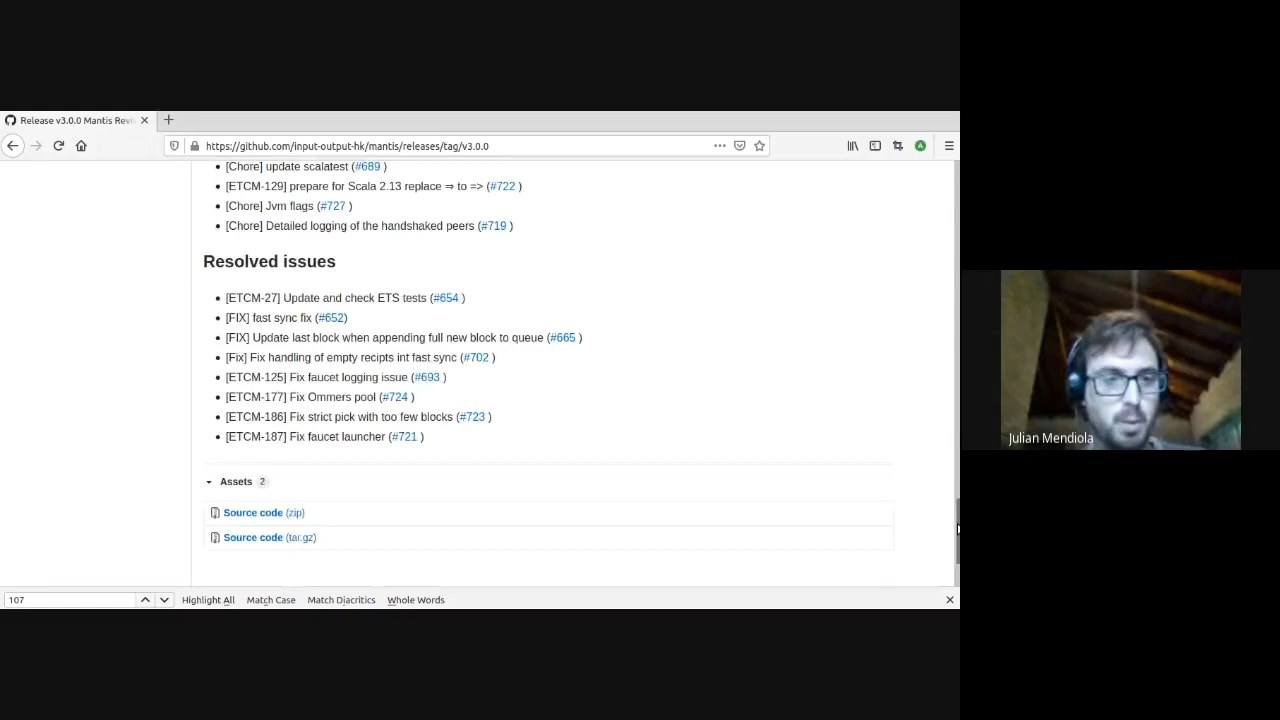 Release v3.0.0 Mantis Revi
https://github.com/input-output-hk/mantis/releases/tag/v3.0.0
[Chore] update scalatest (#689 )
[ETCM-129] prepare for Scala 2.13 replace ⇒ to => (#722 )
[Chore] Jvm flags (#727 )
[Chore] Detailed logging of the handshaked peers (#719 )
Resolved issues
[ETCM-27] Update and check ETS tests (#654 )
[FIX] fast sync fix (#652)
[FIX] Update last block when appending full new block to queue (#665 )
[Fix] Fix handling of empty recipts int fast sync (#702 )
[ETCM-125] Fix faucet logging issue (#693 )
[ETCM-177] Fix Ommers pool (#724 )
[ETCM-186] Fix strict pick with too few blocks (#723 )
[ETCM-187] Fix faucet launcher (#721 )
Assets 2
Source code (zip)
Source code (tar.gz)
107 Highlight All Match Case Match Diacritics Whole Words
Julian Mendiola